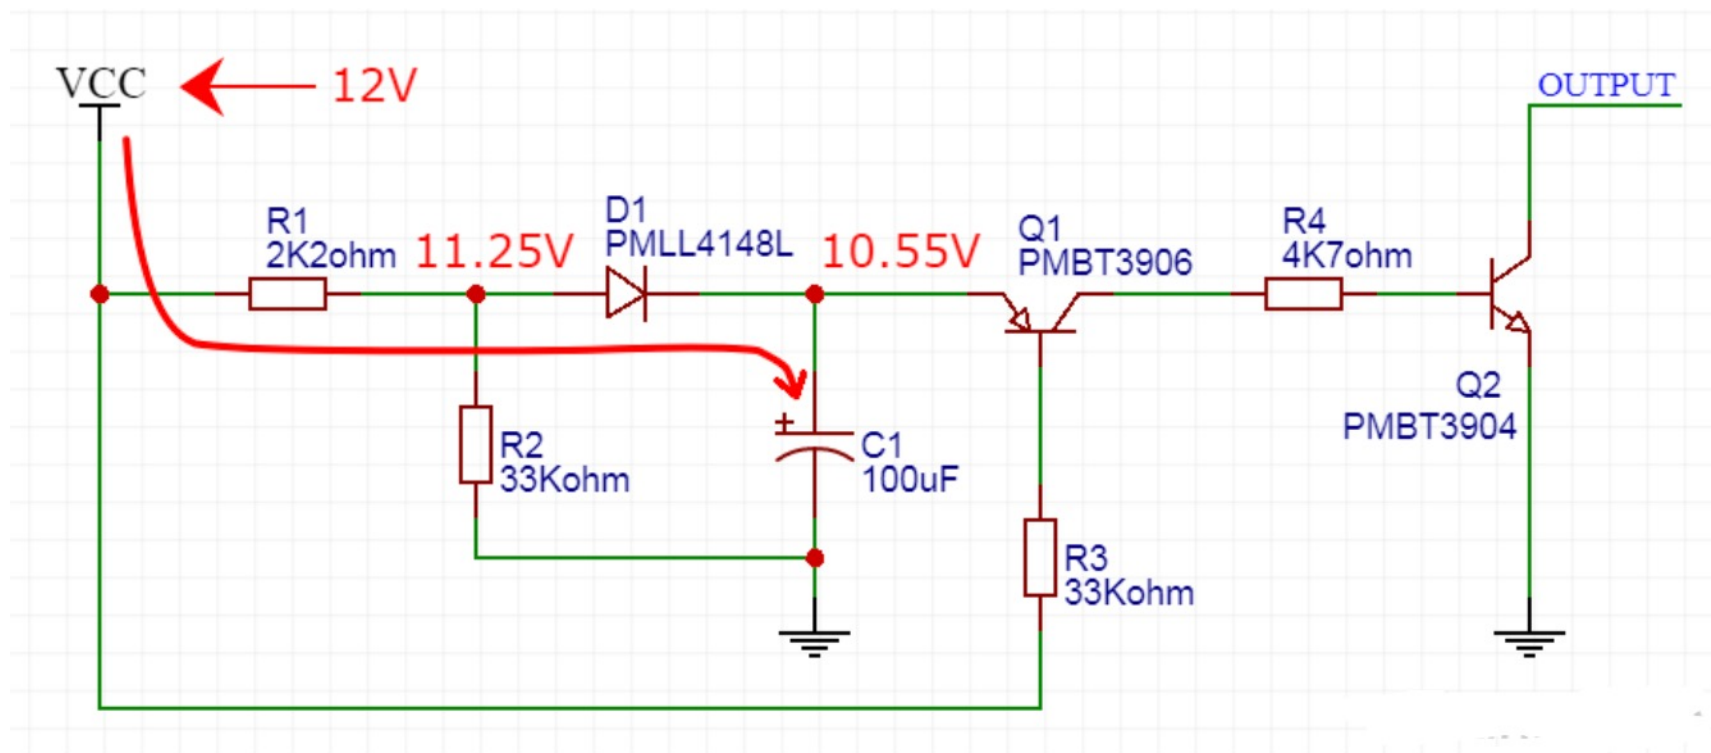 VCC
12V
OUTPUT
R1
2K2ohm
11.25V
D1
PMLL4148L
10.55V
Q1
PMBT3906
R4
4K7ohm
Q2
PMBT3904
R2
33Kohm
+
C1
100uF
R3
33Kohm